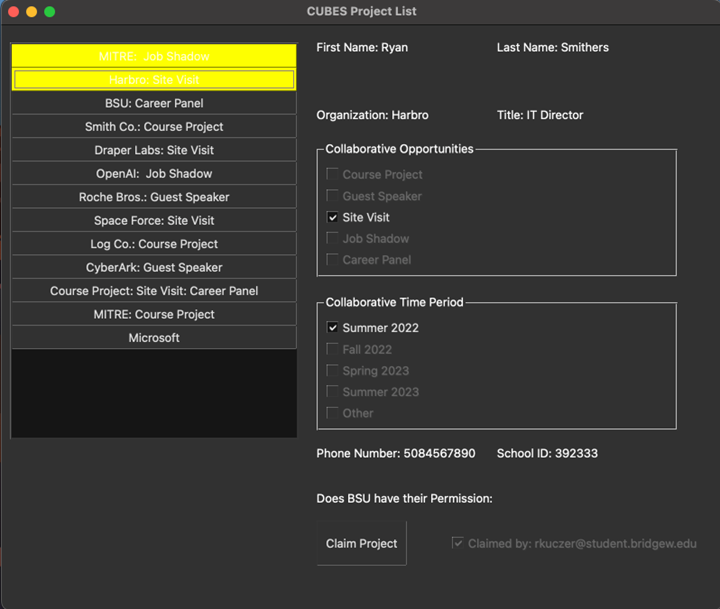 CUBES Project List
MITRE:  Job Shadow
Harbro: Site Visit
BSU: Career Panel
Smith Co.: Course Project
Draper Labs: Site Visit
OpenAI:  Job Shadow
Roche Bros.: Guest Speaker
Space Force: Site Visit
Log Co.: Course Project
CyberArk: Guest Speaker
Course Project: Site Visit: Career Panel
MITRE: Course Project
Microsoft
First Name: Ryan
Last Name: Smithers
Organization: Harbro
Title: IT Director
Collaborative Opportunities
Course Project
Guest Speaker
Site Visit
Job Shadow
Career Panel
Collaborative Time Period
Summer 2022
Fall 2022
Spring 2023
Summer 2023
Other
Phone Number: 5084567890
School ID: 392333
Does BSU have their Permission:
Claim Project
Claimed by: rkuczer@student.bridgew.edu